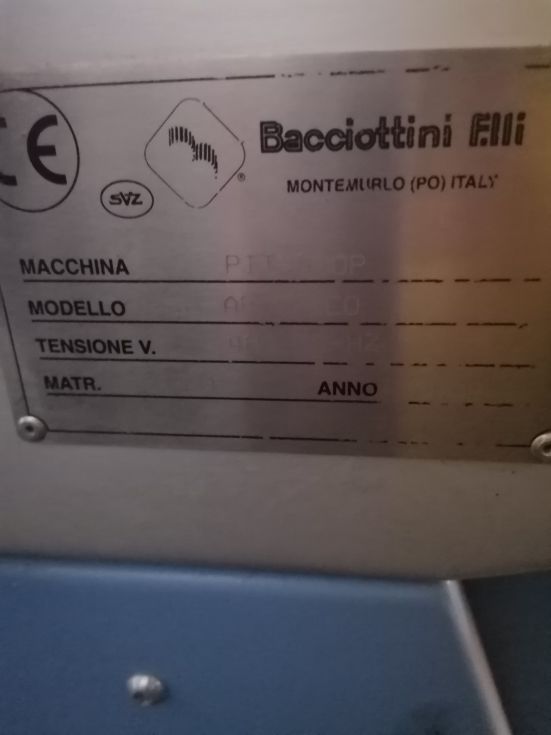 CE
SVZ
®
Bacciottini F.lli
MONTEMURLO (PO) ITALY
MACCHINA
MODELLO
TENSIONE V.
MATR. ANNO